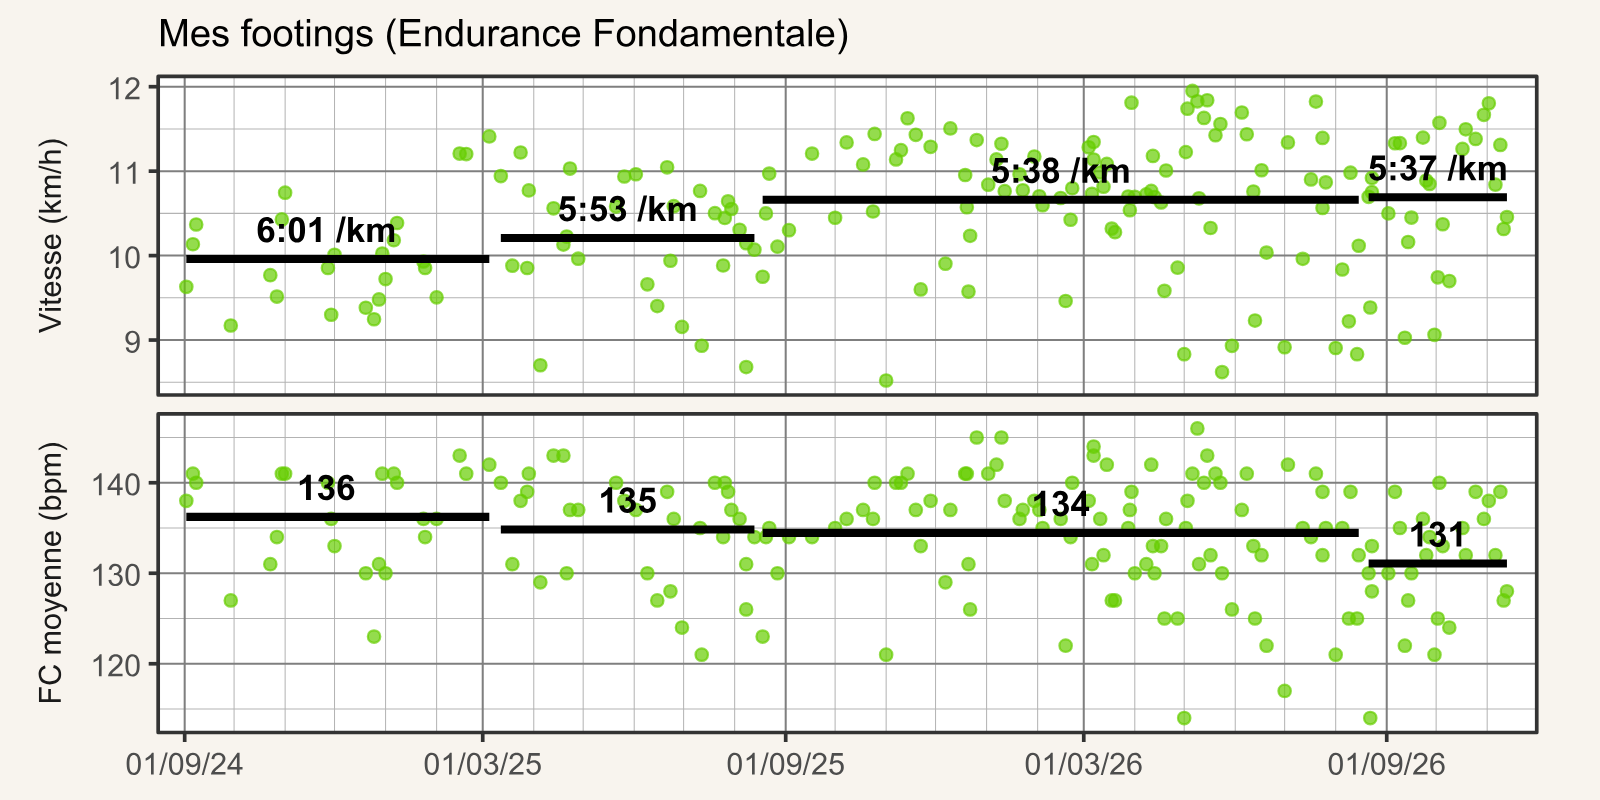 Mes footings (Endurance Fondamentale)
Vitesse (km/h)
12
11
10
9
6:01 /km
5:53 /km
5:38 /km
5:37 /km
FC moyenne (bpm)
140
130
120
136
135
134
131
01/09/24
01/03/25
01/09/25
01/03/26
01/09/26